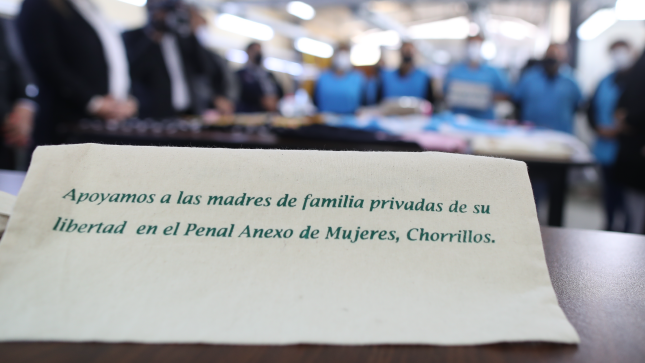 Apoyamos a las madres de familia privadas de su
libertad en el Penal Anexo de Mujeres, Chorrillos.